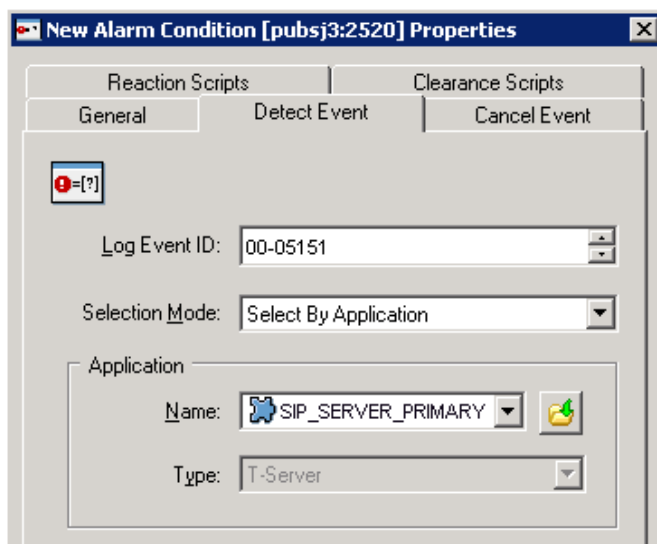 New Alarm Condition [pubsj3:2520] Properties
Reaction Scripts Clearance Scripts
General Detect Event Cancel Event
!=[?]
Log Event ID: 00-05151
Selection Mode: Select By Application
Application
Name: SIP_SERVER_PRIMARY
Type: T-Server